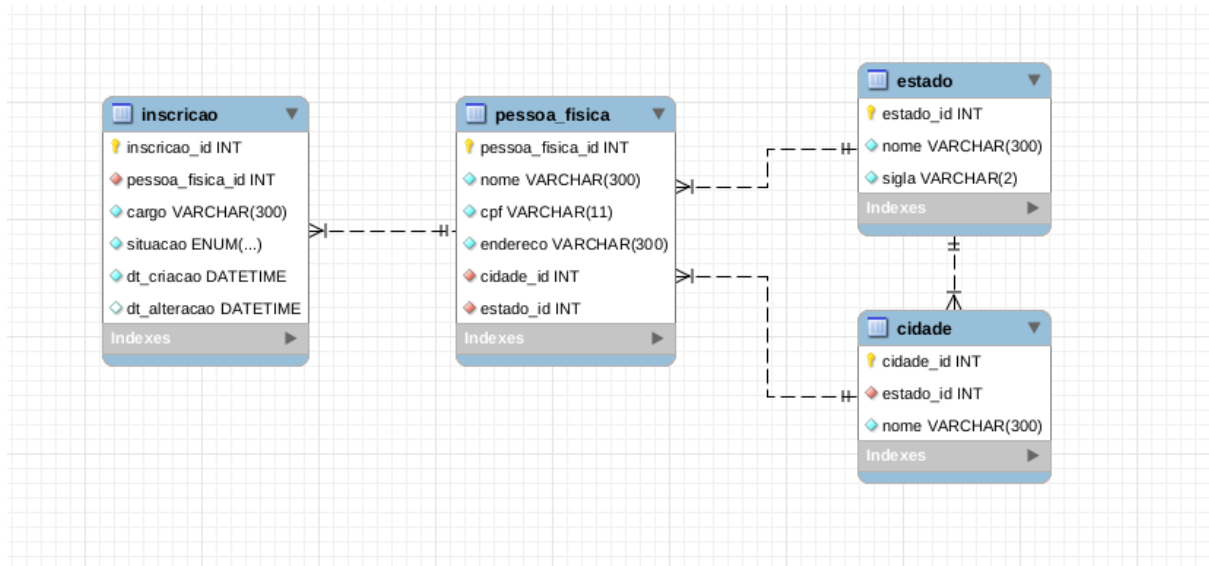 inscricao
inscricao_id INT
pessoa_fisica_id INT
cargo VARCHAR(300)
situacao ENUM(...)
dt_criacao DATETIME
dt_alteracao DATETIME
Indexes
pessoa_fisica
pessoa_fisica_id INT
nome VARCHAR(300)
cpf VARCHAR(11)
endereco VARCHAR(300)
cidade_id INT
estado_id INT
Indexes
estado
estado_id INT
nome VARCHAR(300)
sigla VARCHAR(2)
Indexes
cidade
cidade_id INT
estado_id INT
nome VARCHAR(300)
Indexes